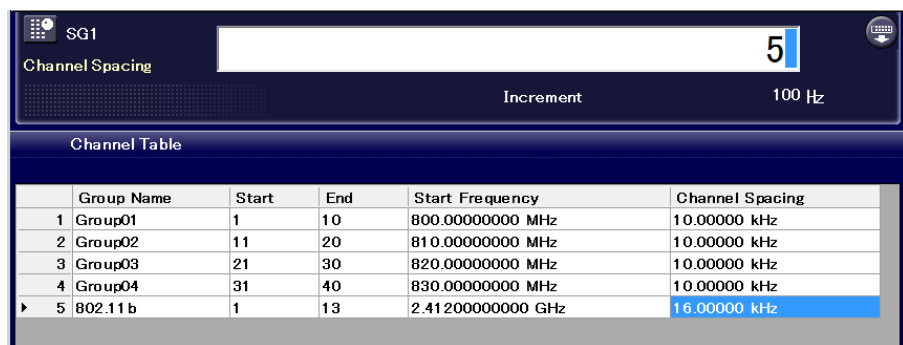 SG1
Channel Spacing
5
Increment 100 Hz
Channel Table
Group Name Start End Start Frequency Channel Spacing
1 Group01 1 10 800.00000000 MHz 10.00000 kHz
2 Group02 11 20 810.00000000 MHz 10.00000 kHz
3 Group03 21 30 820.00000000 MHz 10.00000 kHz
4 Group04 31 40 830.00000000 MHz 10.00000 kHz
5 802.11b 1 13 2.41200000000 GHz 16.00000 kHz